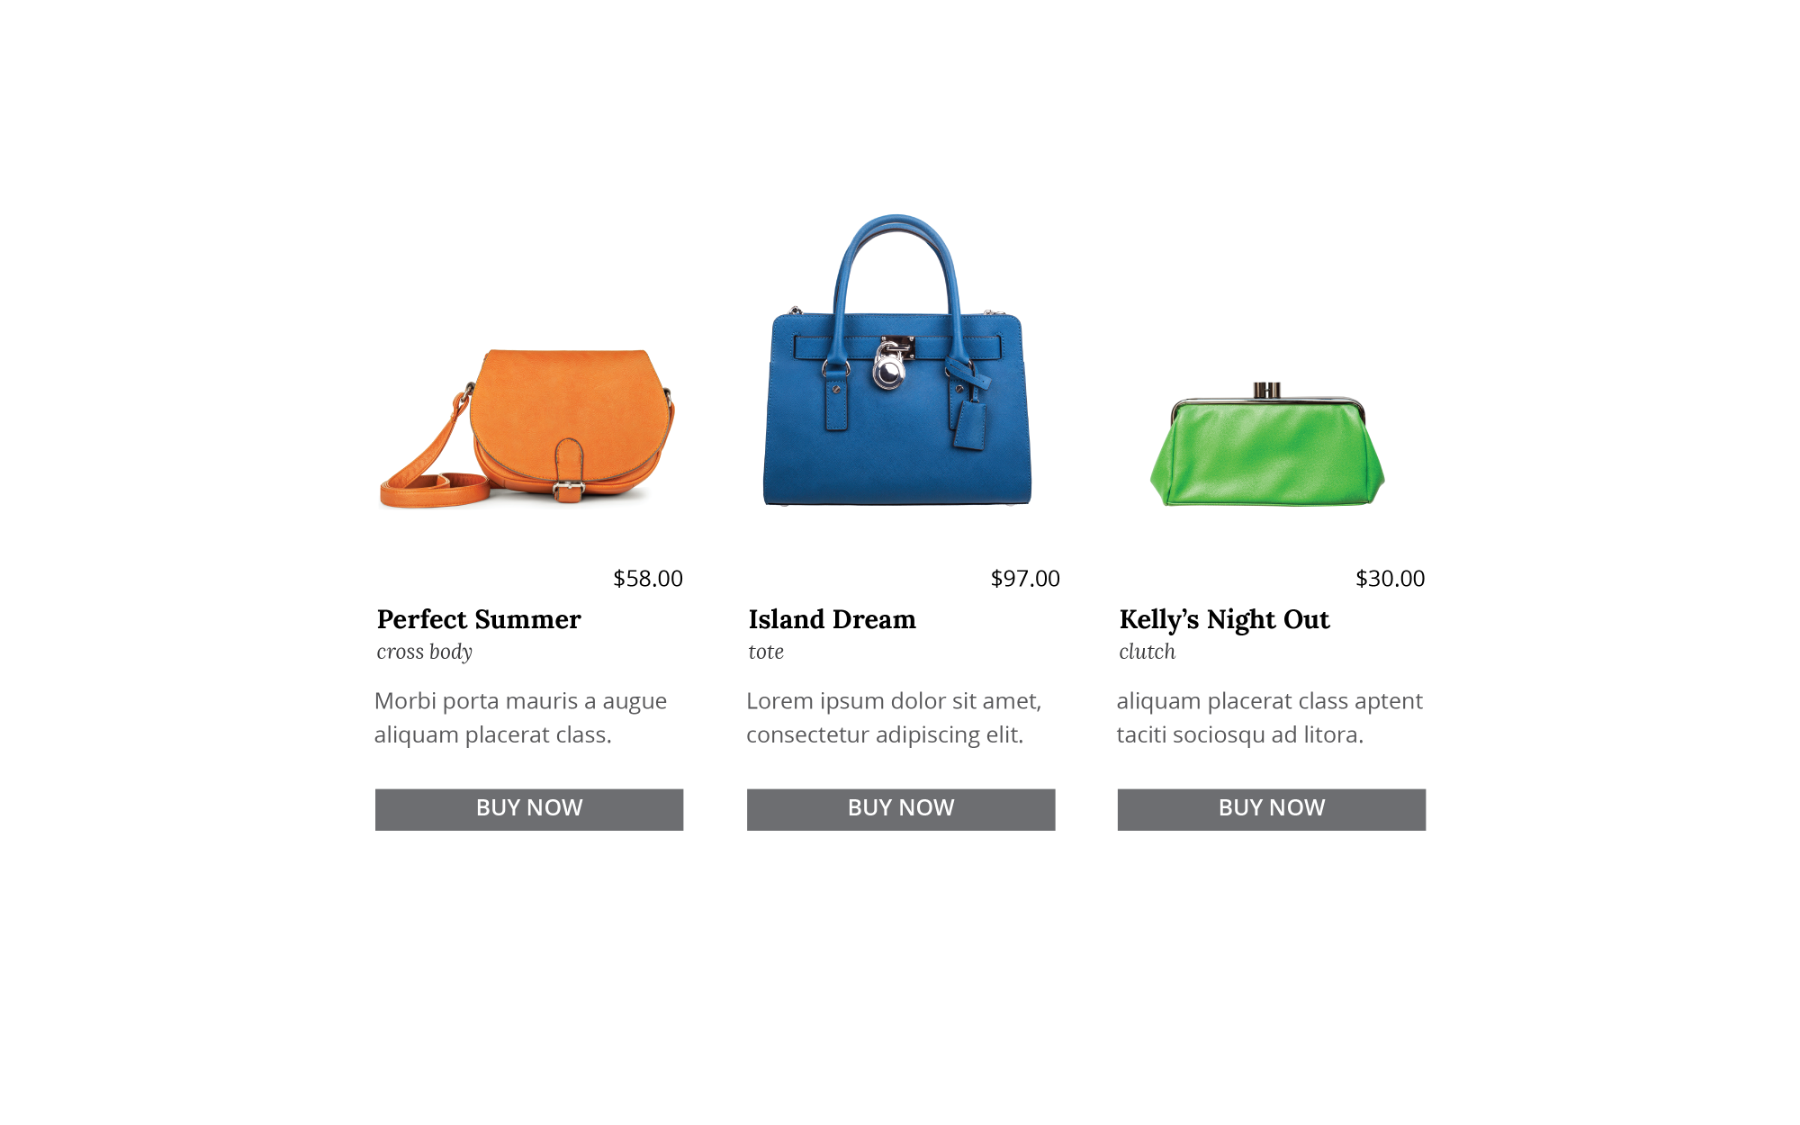 $58.00
Perfect Summer
cross body
Morbi porta mauris a augue
aliquam placerat class.
BUY NOW
$97.00
Island Dream
tote
Lorem ipsum dolor sit amet,
consectetur adipiscing elit.
BUY NOW
$30.00
Kelly’s Night Out
clutch
aliquam placerat class aptent
taciti sociosqu ad litora.
BUY NOW